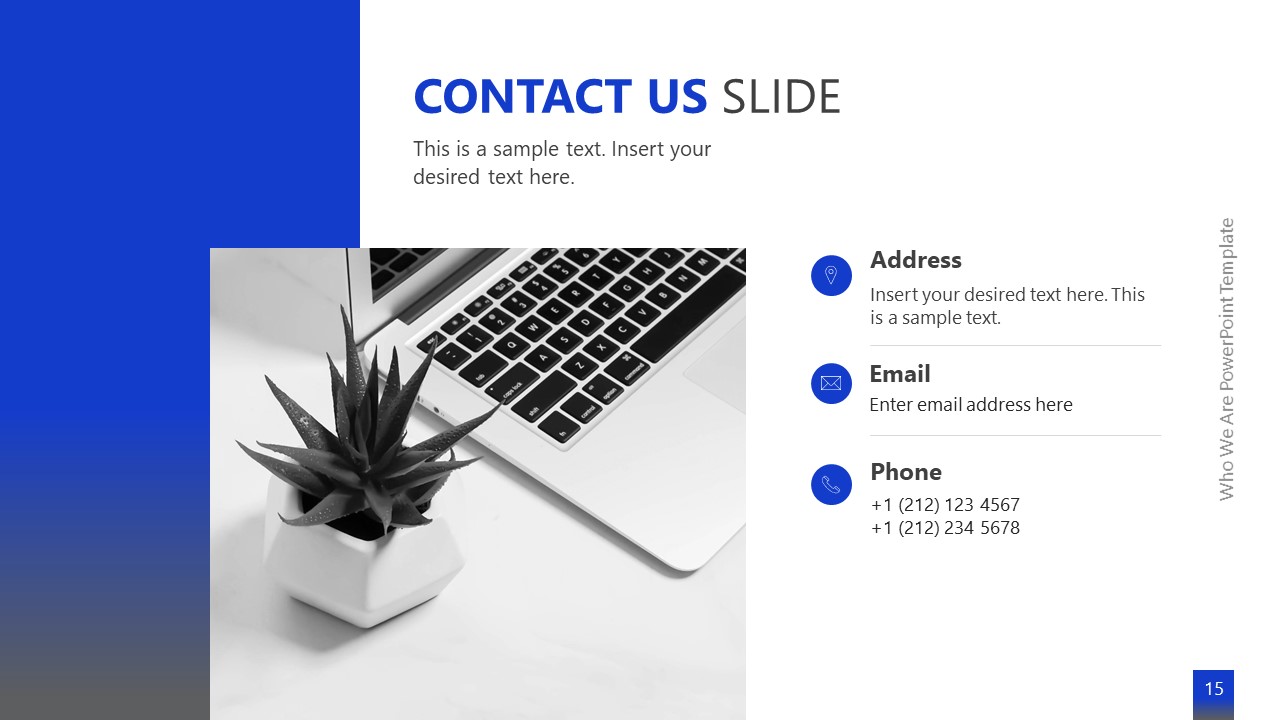 CONTACT US SLIDE
This is a sample text. Insert your
desired text here.
Address
Insert your desired text here. This
is a sample text.
Email
Enter email address here
Phone
+1 (212) 123 4567
+1 (212) 234 5678
Who We Are PowerPoint Template
15